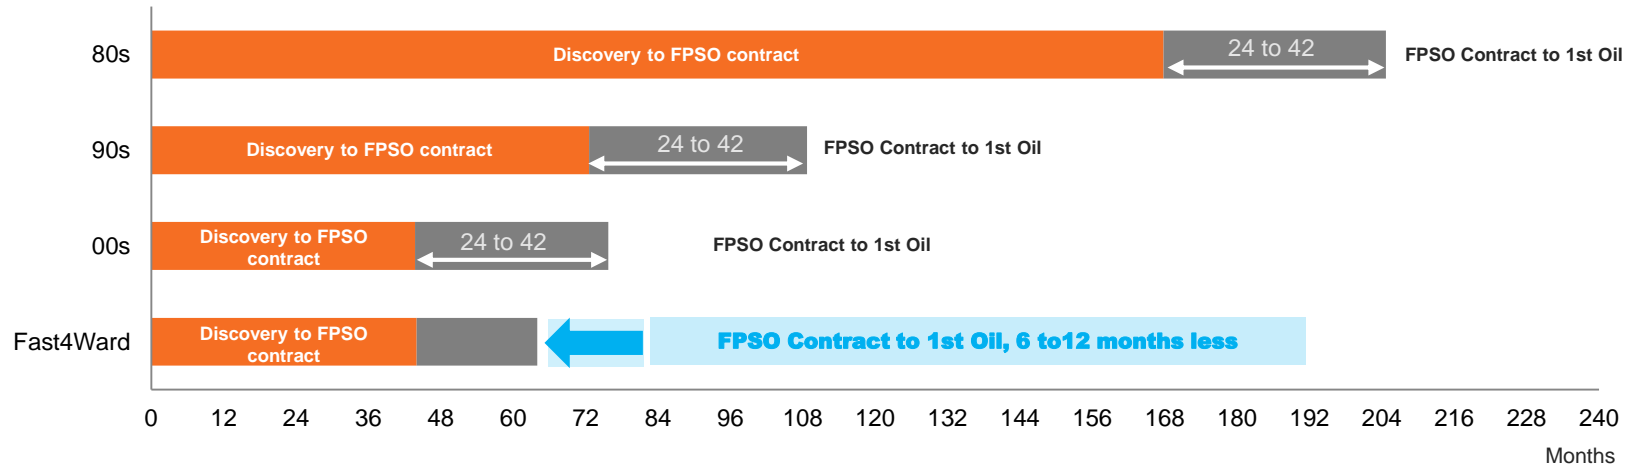 80s
Discovery to FPSO contract
24 to 42
FPSO Contract to 1st Oil
90s
Discovery to FPSO contract
24 to 42
FPSO Contract to 1st Oil
00s
Discovery to FPSO
contract
24 to 42
FPSO Contract to 1st Oil
Fast4Ward
Discovery to FPSO
contract
FPSO Contract to 1st Oil, 6 to12 months less
0 12 24 36 48 60 72 84 96 108 120 132 144 156 168 180 192 204 216 228 240
Months